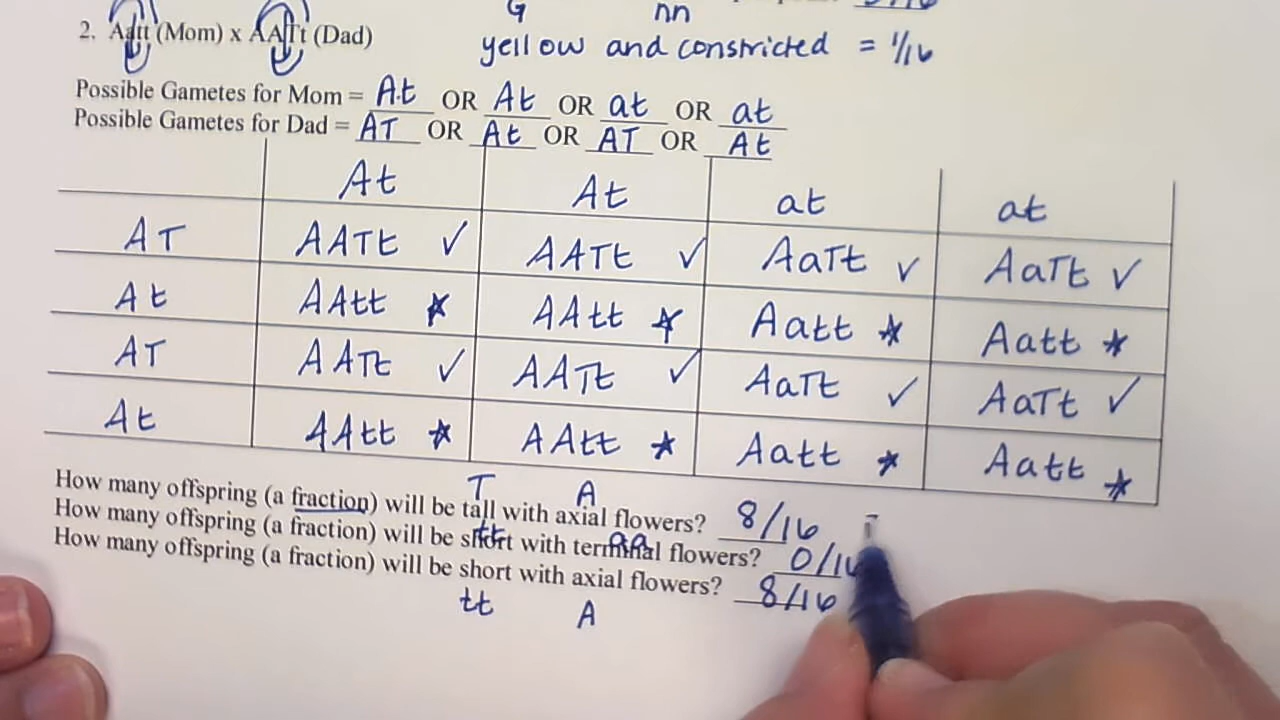 G nn
2. Aatt (Mom) x AATt (Dad)
yellow and constricted = 1/16
Possible Gametes for Mom = At OR At OR at OR at
Possible Gametes for Dad = AT OR At OR AT OR At
At At at at
AT AATt ✓ AATt ✓ AaTt ✓ AaTt ✓
At AAtt ★ AAtt ★ Aatt ★ Aatt ★
AT AATt ✓ AATt ✓ AaTt ✓ AaTt ✓
At AAtt ★ AAtt ★ Aatt ★ Aatt ★
T A
How many offspring (a fraction) will be tall with axial flowers? 8/16
tt aa
How many offspring (a fraction) will be short with terminal flowers? 0/16
How many offspring (a fraction) will be short with axial flowers? 8/16
tt A